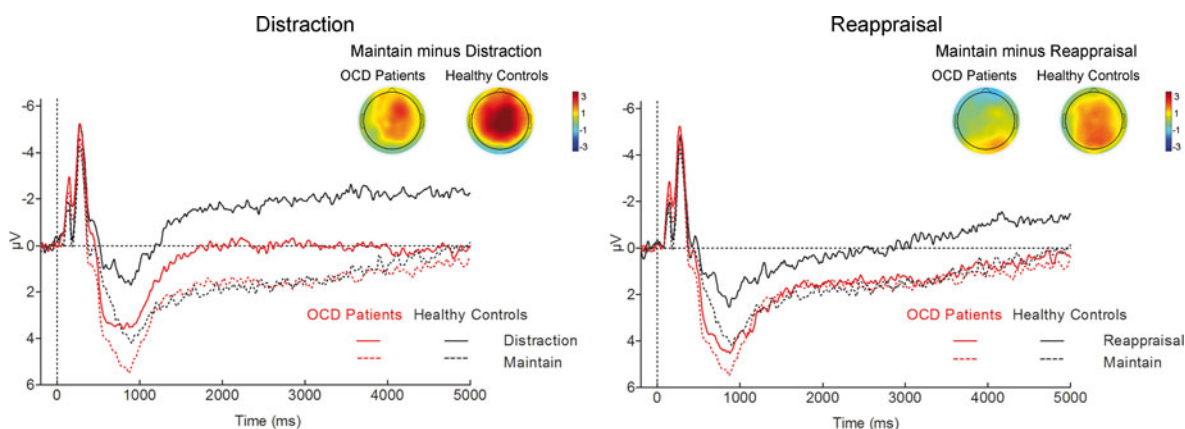 Distraction
Maintain minus Distraction
OCD Patients Healthy Controls
3
1
-1
-3
-6
-4
-2
0
2
4
6
µV
OCD Patients Healthy Controls
Distraction
Maintain
0 1000 2000 3000 4000 5000
Time (ms)
Reappraisal
Maintain minus Reappraisal
OCD Patients Healthy Controls
3
1
-1
-3
-6
-4
-2
0
2
4
6
µV
OCD Patients Healthy Controls
Reappraisal
Maintain
0 1000 2000 3000 4000 5000
Time (ms)